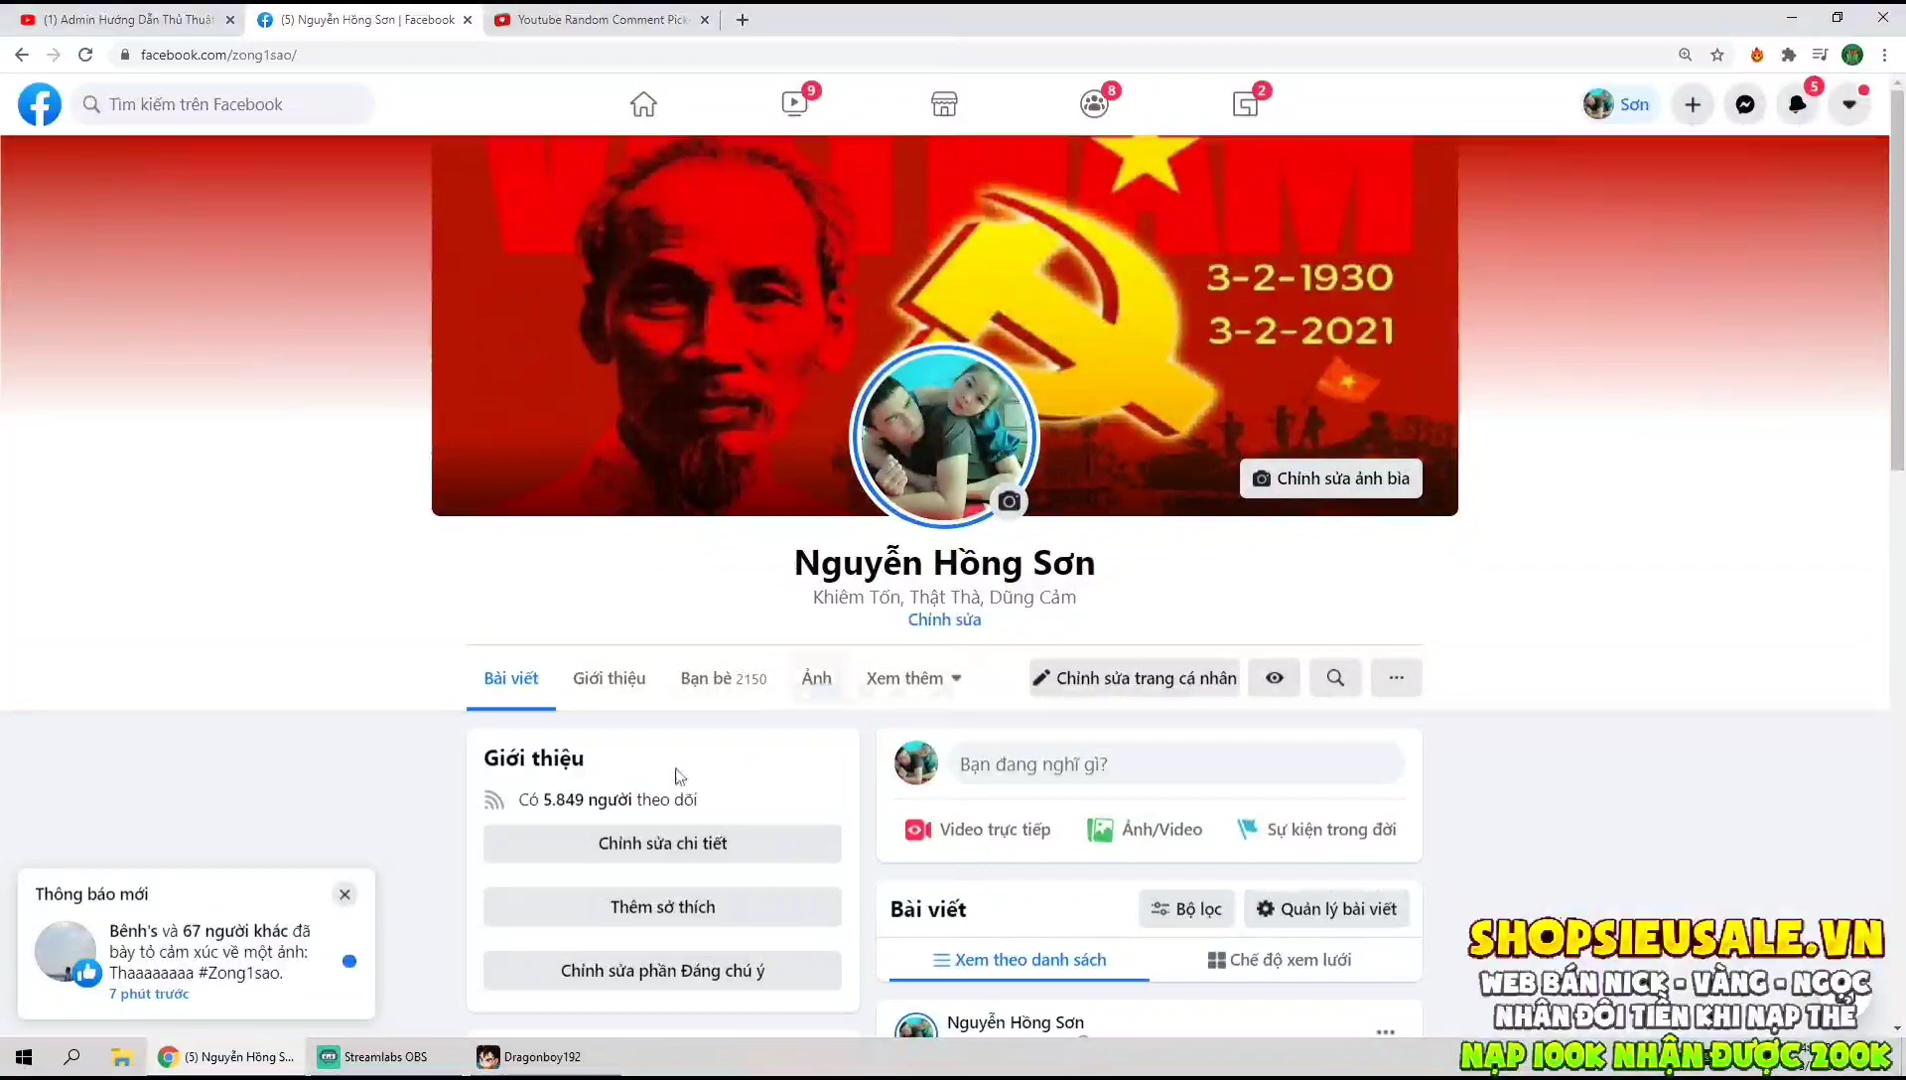 (1) Admin Hướng Dẫn Thủ Thuật
(5) Nguyễn Hồng Sơn | Facebook
Youtube Random Comment Pick
facebook.com/zong1sao/
Tìm kiếm trên Facebook
9
8
2
Sơn
5
VIỆT NAM
3-2-1930
3-2-2021
Chỉnh sửa ảnh bìa
Nguyễn Hồng Sơn
Khiêm Tốn, Thật Thà, Dũng Cảm
Chỉnh sửa
Bài viết
Giới thiệu
Bạn bè 2150
Ảnh
Xem thêm
Chỉnh sửa trang cá nhân
Giới thiệu
Có 5.849 người theo dõi
Chỉnh sửa chi tiết
Thêm sở thích
Chỉnh sửa phần Đáng chú ý
Bạn đang nghĩ gì?
Video trực tiếp
Ảnh/Video
Sự kiện trong đời
Bài viết
Bộ lọc
Quản lý bài viết
Xem theo danh sách
Chế độ xem lưới
Nguyễn Hồng Sơn
Thông báo mới
Bênh's và 67 người khác đã
bày tỏ cảm xúc về một ảnh:
Thaaaaaaaa #Zong1sao.
7 phút trước
SHOPSIEUSALE.VN
WEB BÁN NICK - VÀNG - NGỌC
NHÂN ĐÔI TIỀN KHI NẠP THẺ
NẠP 100K NHẬN ĐƯỢC 200K
(5) Nguyễn Hồng S...
Streamlabs OBS
Dragonboy192